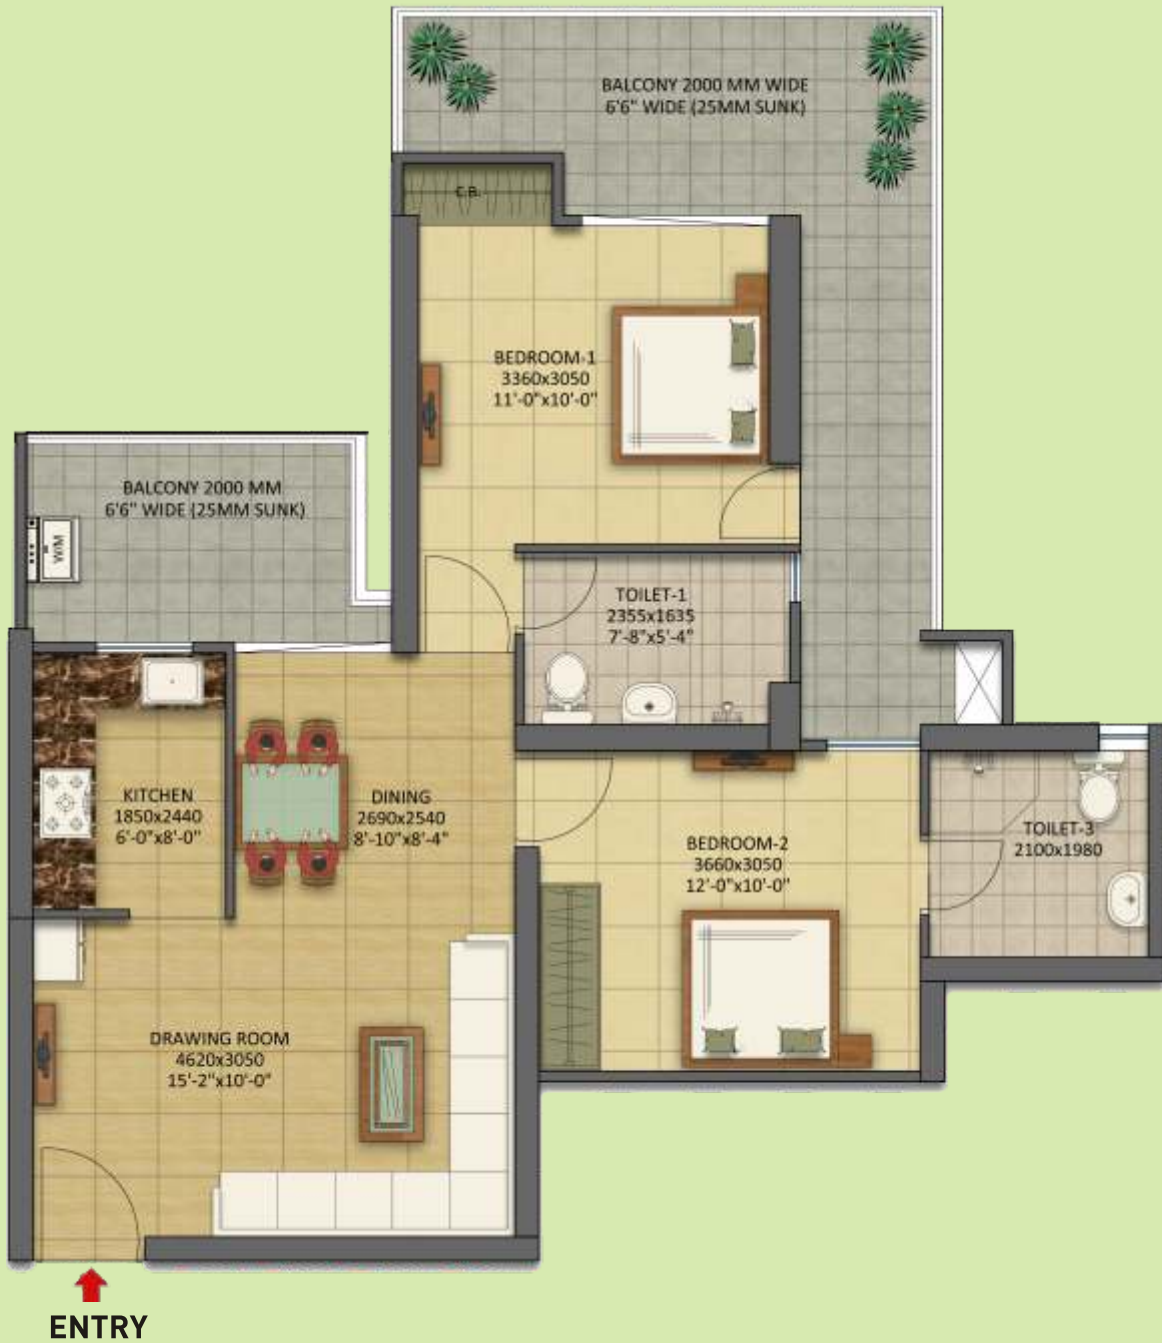 BALCONY 2000 MM WIDE
6'6" WIDE (25MM SUNK)
C.B.
BEDROOM-1
3360x3050
11'-0"x10'-0"
BALCONY 2000 MM
6'6" WIDE (25MM SUNK)
W/M
TOILET-1
2355x1635
7'-8"x5'-4"
KITCHEN
1850x2440
6'-0"x8'-0"
DINING
2690x2540
8'-10"x8'-4"
BEDROOM-2
3660x3050
12'-0"x10'-0"
TOILET-3
2100x1980
DRAWING ROOM
4620x3050
15'-2"x10'-0"
ENTRY